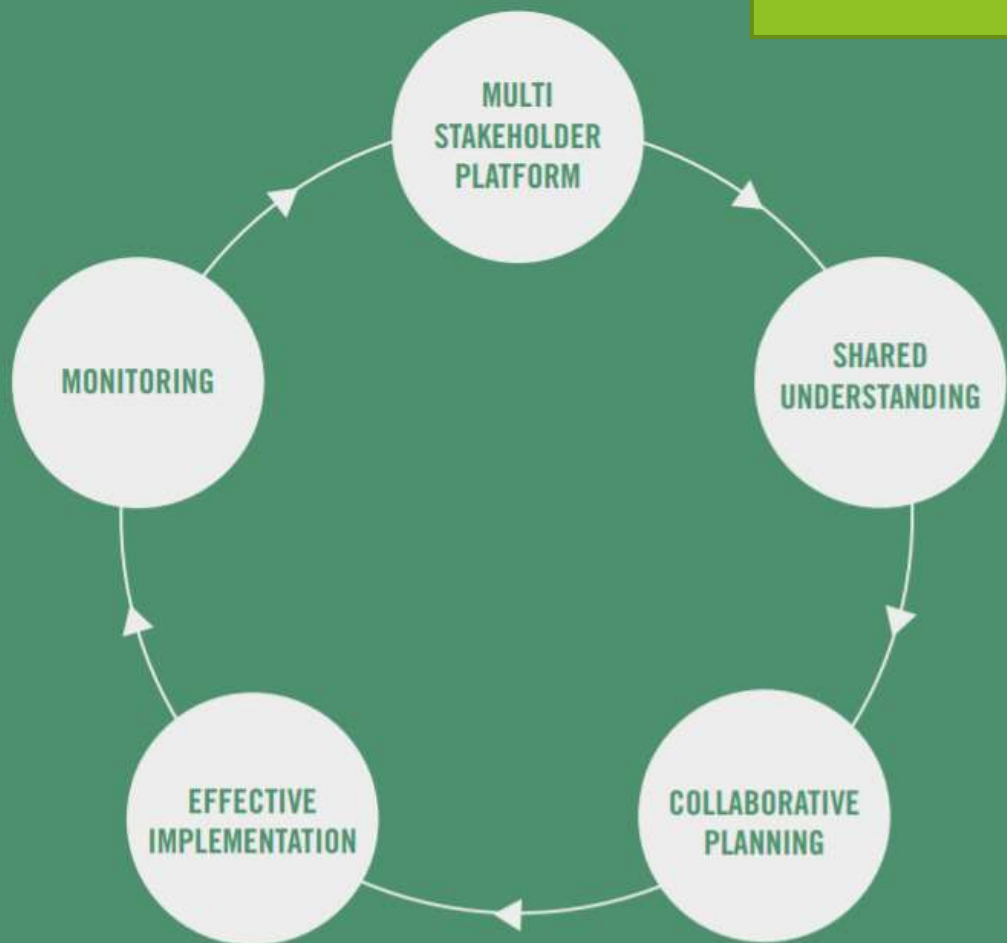 MULTI
STAKEHOLDER
PLATFORM
SHARED
UNDERSTANDING
COLLABORATIVE
PLANNING
EFFECTIVE
IMPLEMENTATION
MONITORING